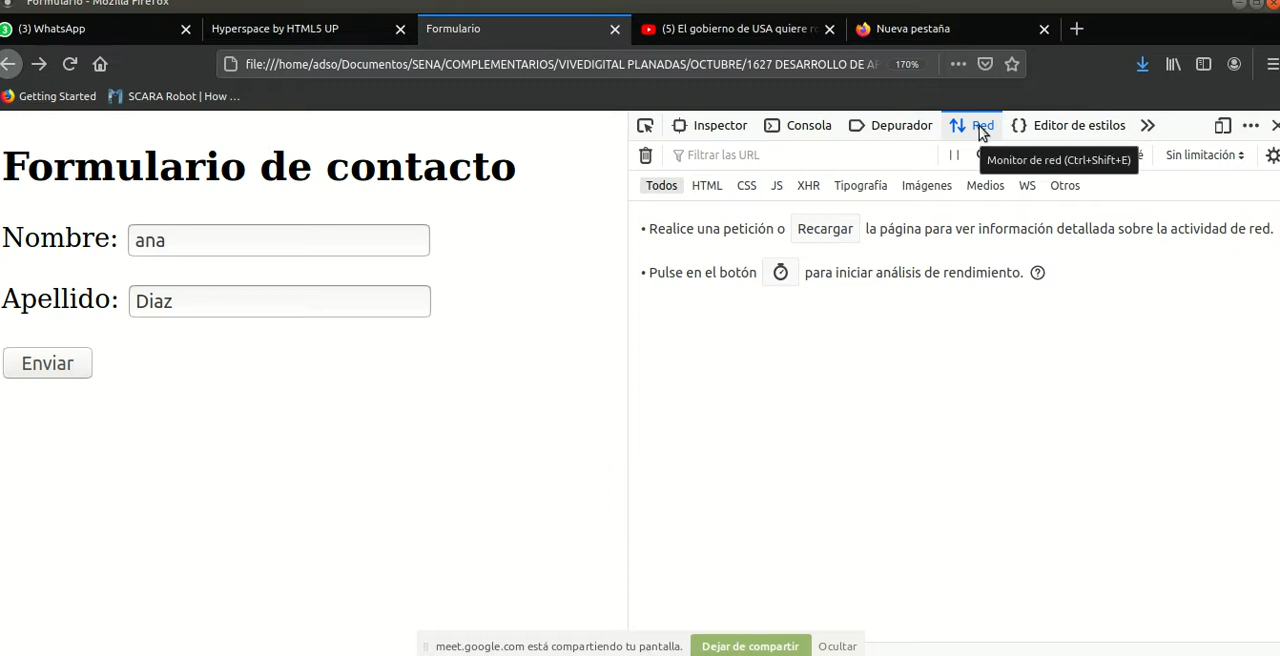 Formulario - Mozilla Firefox
(3) WhatsApp
Hyperspace by HTML5 UP
Formulario
(5) El gobierno de USA quiere
Nueva pestaña
file:///home/adso/Documentos/SENA/COMPLEMENTARIOS/VIVEDIGITAL PLANADAS/OCTUBRE/1627 DESARROLLO DE
170%
Getting Started
SCARA Robot | How ...
Inspector
Consola
Depurador
Red
Editor de estilos
Filtrar las URL
Monitor de red (Ctrl+Shift+E)
Sin limitación
Todos HTML CSS JS XHR Tipografía Imágenes Medios WS Otros
• Realice una petición o Recargar la página para ver información detallada sobre la actividad de red.
• Pulse en el botón para iniciar análisis de rendimiento.
Formulario de contacto
Nombre: ana
Apellido: Diaz
Enviar
meet.google.com está compartiendo tu pantalla.
Dejar de compartir
Ocultar